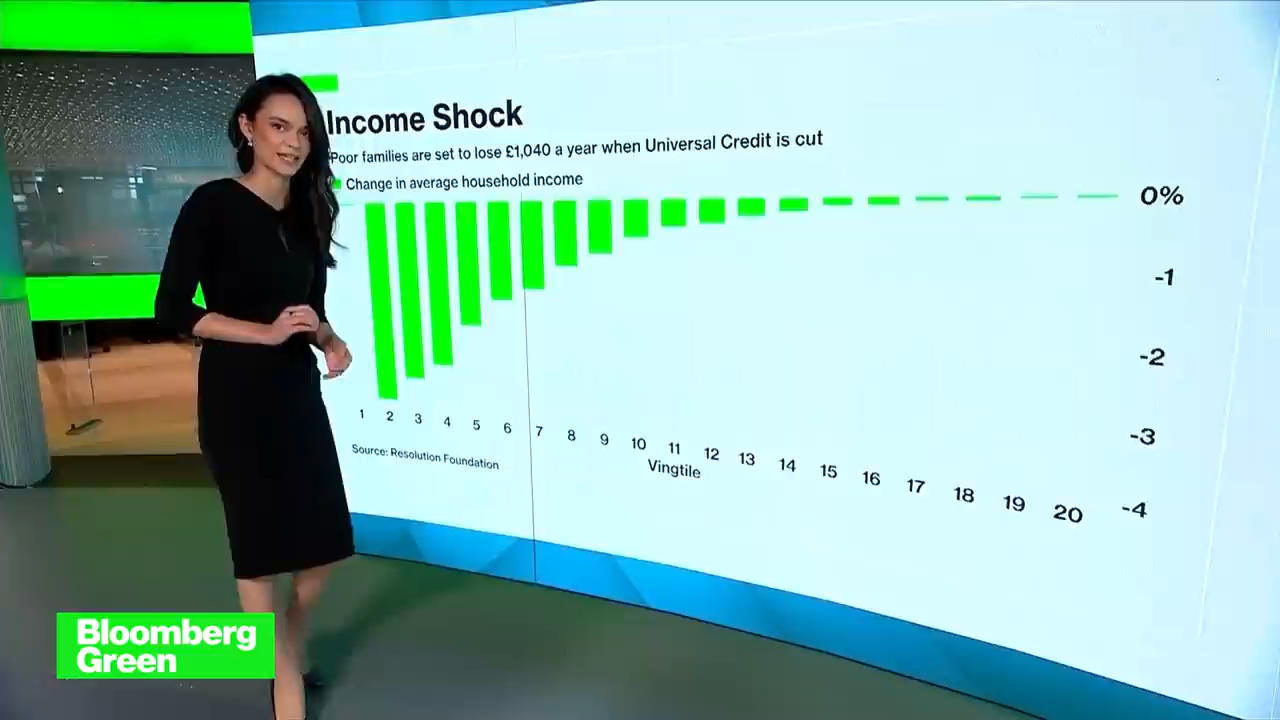 Income Shock
Poor families are set to lose £1,040 a year when Universal Credit is cut
Change in average household income
0%
-1
-2
-3
-4
1 2 3 4 5 6 7 8 9 10 11 12 13 14 15 16 17 18 19 20
Vingtile
Source: Resolution Foundation
Bloomberg
Green